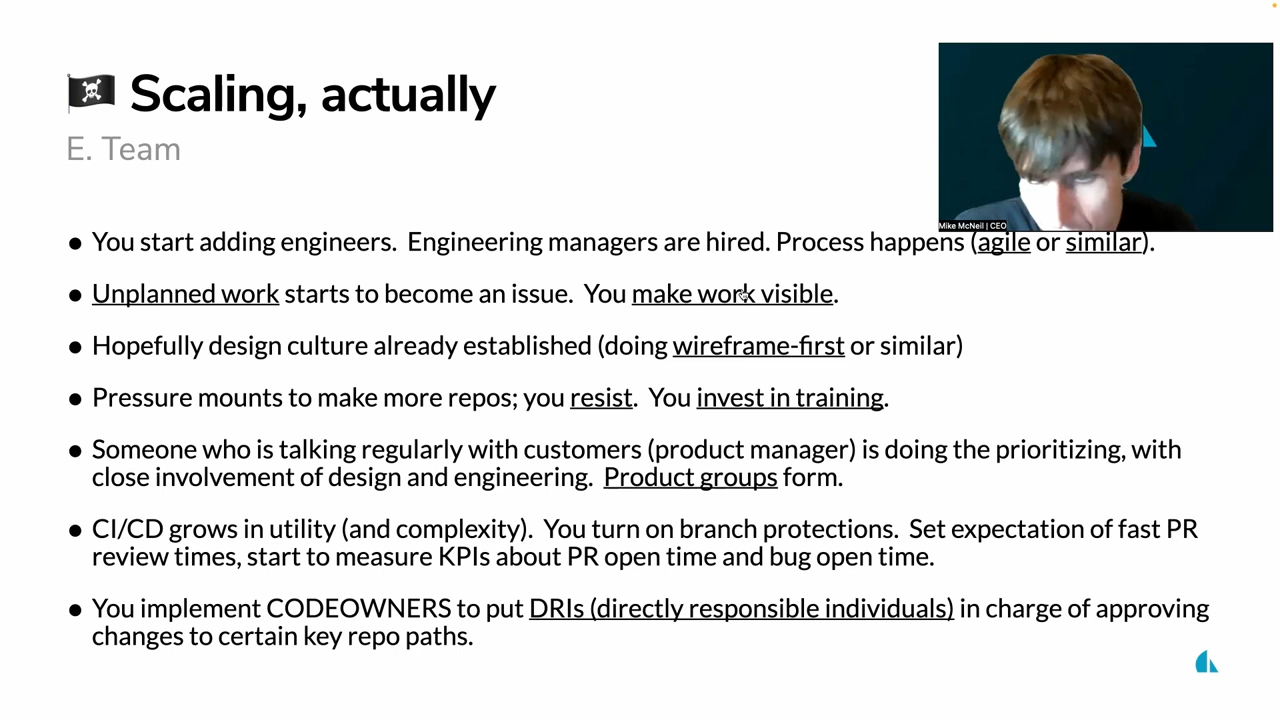 Scaling, actually
E. Team
Mike McNeil | CEO
● You start adding engineers.  Engineering managers are hired. Process happens (agile or similar).
● Unplanned work starts to become an issue.  You make work visible.
● Hopefully design culture already established (doing wireframe-first or similar)
● Pressure mounts to make more repos; you resist.  You invest in training.
● Someone who is talking regularly with customers (product manager) is doing the prioritizing, with
close involvement of design and engineering.  Product groups form.
● CI/CD grows in utility (and complexity).  You turn on branch protections.  Set expectation of fast PR
review times, start to measure KPIs about PR open time and bug open time.
● You implement CODEOWNERS to put DRIs (directly responsible individuals) in charge of approving
changes to certain key repo paths.